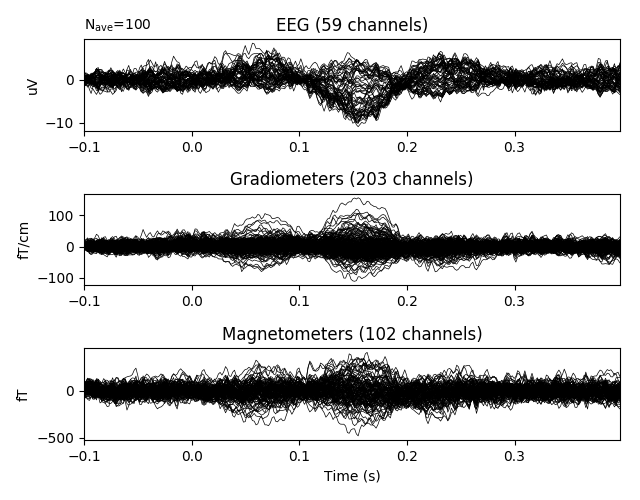 N_ave=100
EEG (59 channels)
uV
0
−10
−0.1 0.0 0.1 0.2 0.3
Gradiometers (203 channels)
fT/cm
100
0
−100
−0.1 0.0 0.1 0.2 0.3
Magnetometers (102 channels)
fT
0
−500
−0.1 0.0 0.1 0.2 0.3
Time (s)